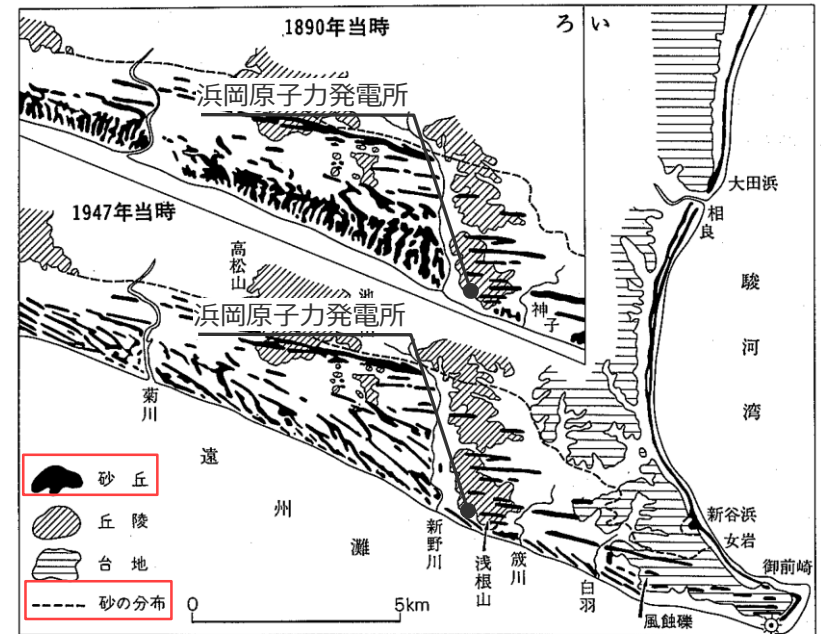 1890年当時
ろ
い
浜岡原子力発電所
大田浜
相良
1947年当時
高松山
神子
駿河湾
浜岡原子力発電所
菊川
遠州灘
新野川
浅根山
筬川
白羽
新谷浜
女岩
御前崎
風蝕礫
砂丘
丘陵
台地
砂の分布
0
5km